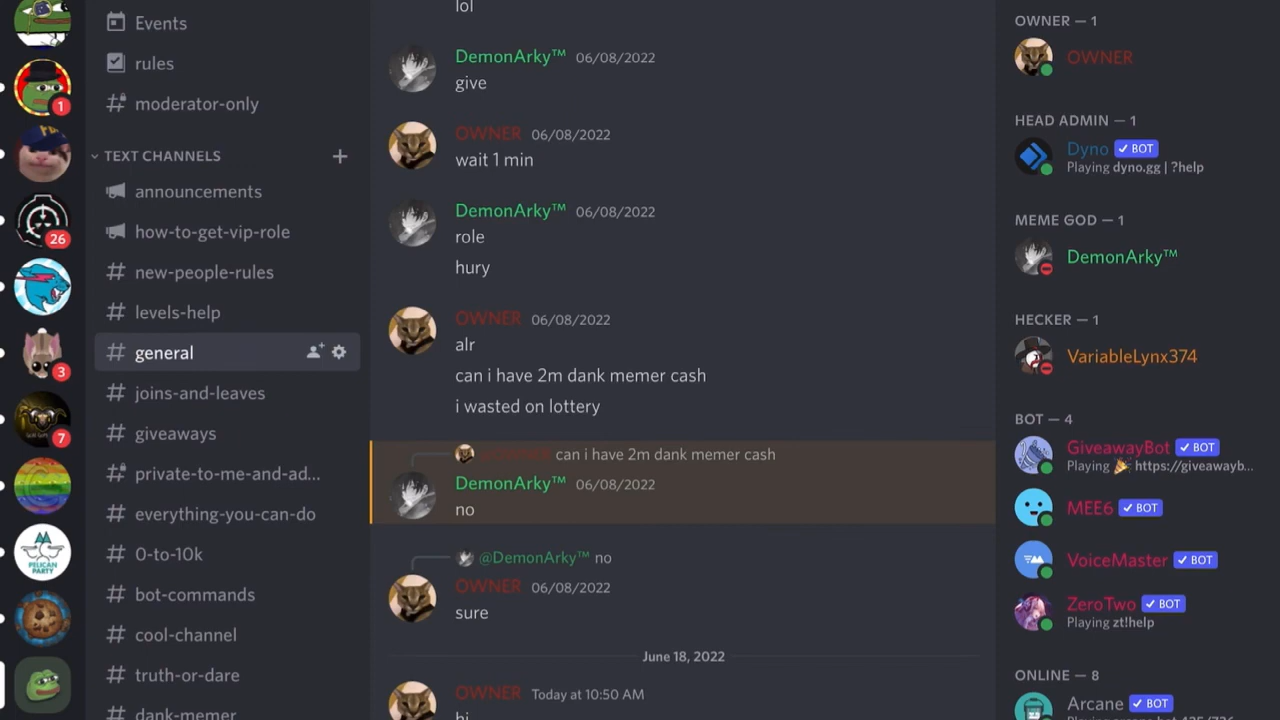 Events
rules
moderator-only
TEXT CHANNELS
announcements
how-to-get-vip-role
new-people-rules
levels-help
general
joins-and-leaves
giveaways
private-to-me-and-ad...
everything-you-can-do
0-to-10k
bot-commands
cool-channel
truth-or-dare
dank-memer
1
26
3
7
PELICAN
PARTY
lol
DemonArky™ 06/08/2022
give
OWNER 06/08/2022
wait 1 min
DemonArky™ 06/08/2022
role
hury
OWNER 06/08/2022
alr
can i have 2m dank memer cash
i wasted on lottery
can i have 2m dank memer cash
DemonArky™ 06/08/2022
no
@DemonArky™ no
OWNER 06/08/2022
sure
June 18, 2022
OWNER Today at 10:50 AM
hi
OWNER — 1
OWNER
HEAD ADMIN — 1
Dyno BOT
Playing dyno.gg | ?help
MEME GOD — 1
DemonArky™
HECKER — 1
VariableLynx374
BOT — 4
GiveawayBot BOT
Playing 🎉 https://giveawayb...
MEE6 BOT
VoiceMaster BOT
ZeroTwo BOT
Playing zt!help
ONLINE — 8
Arcane BOT